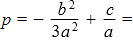 p = − b²/3a² + c/a =